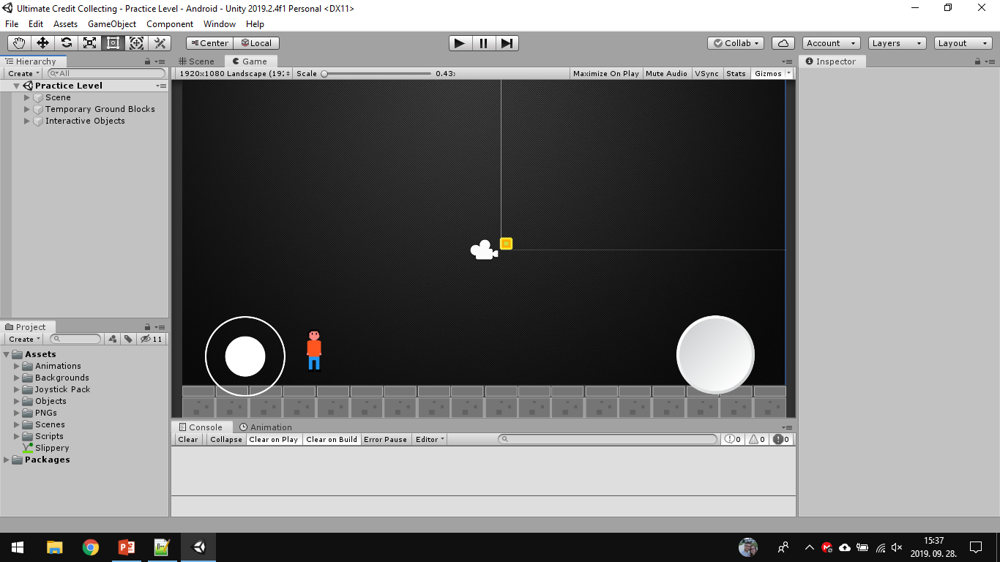 Ultimate Credit Collecting - Practice Level - Android - Unity 2019.2.4f1 Personal <DX11>
File Edit Assets GameObject Component Window Help
Center Local Collab Account Layers Layout
Hierarchy Scene Game Inspector
Create All 1920x1080 Landscape (192 Scale 0.43x Maximize On Play Mute Audio VSync Stats Gizmos
Practice Level
Scene
Temporary Ground Blocks
Interactive Objects
Project
Create 11
Assets
Animations
Backgrounds
Joystick Pack
Objects
PNGs
Scenes
Scripts
Slippery
Packages
Console Animation
Clear Collapse Clear on Play Clear on Build Error Pause Editor 0 0 0
15:37
2019. 09. 28.